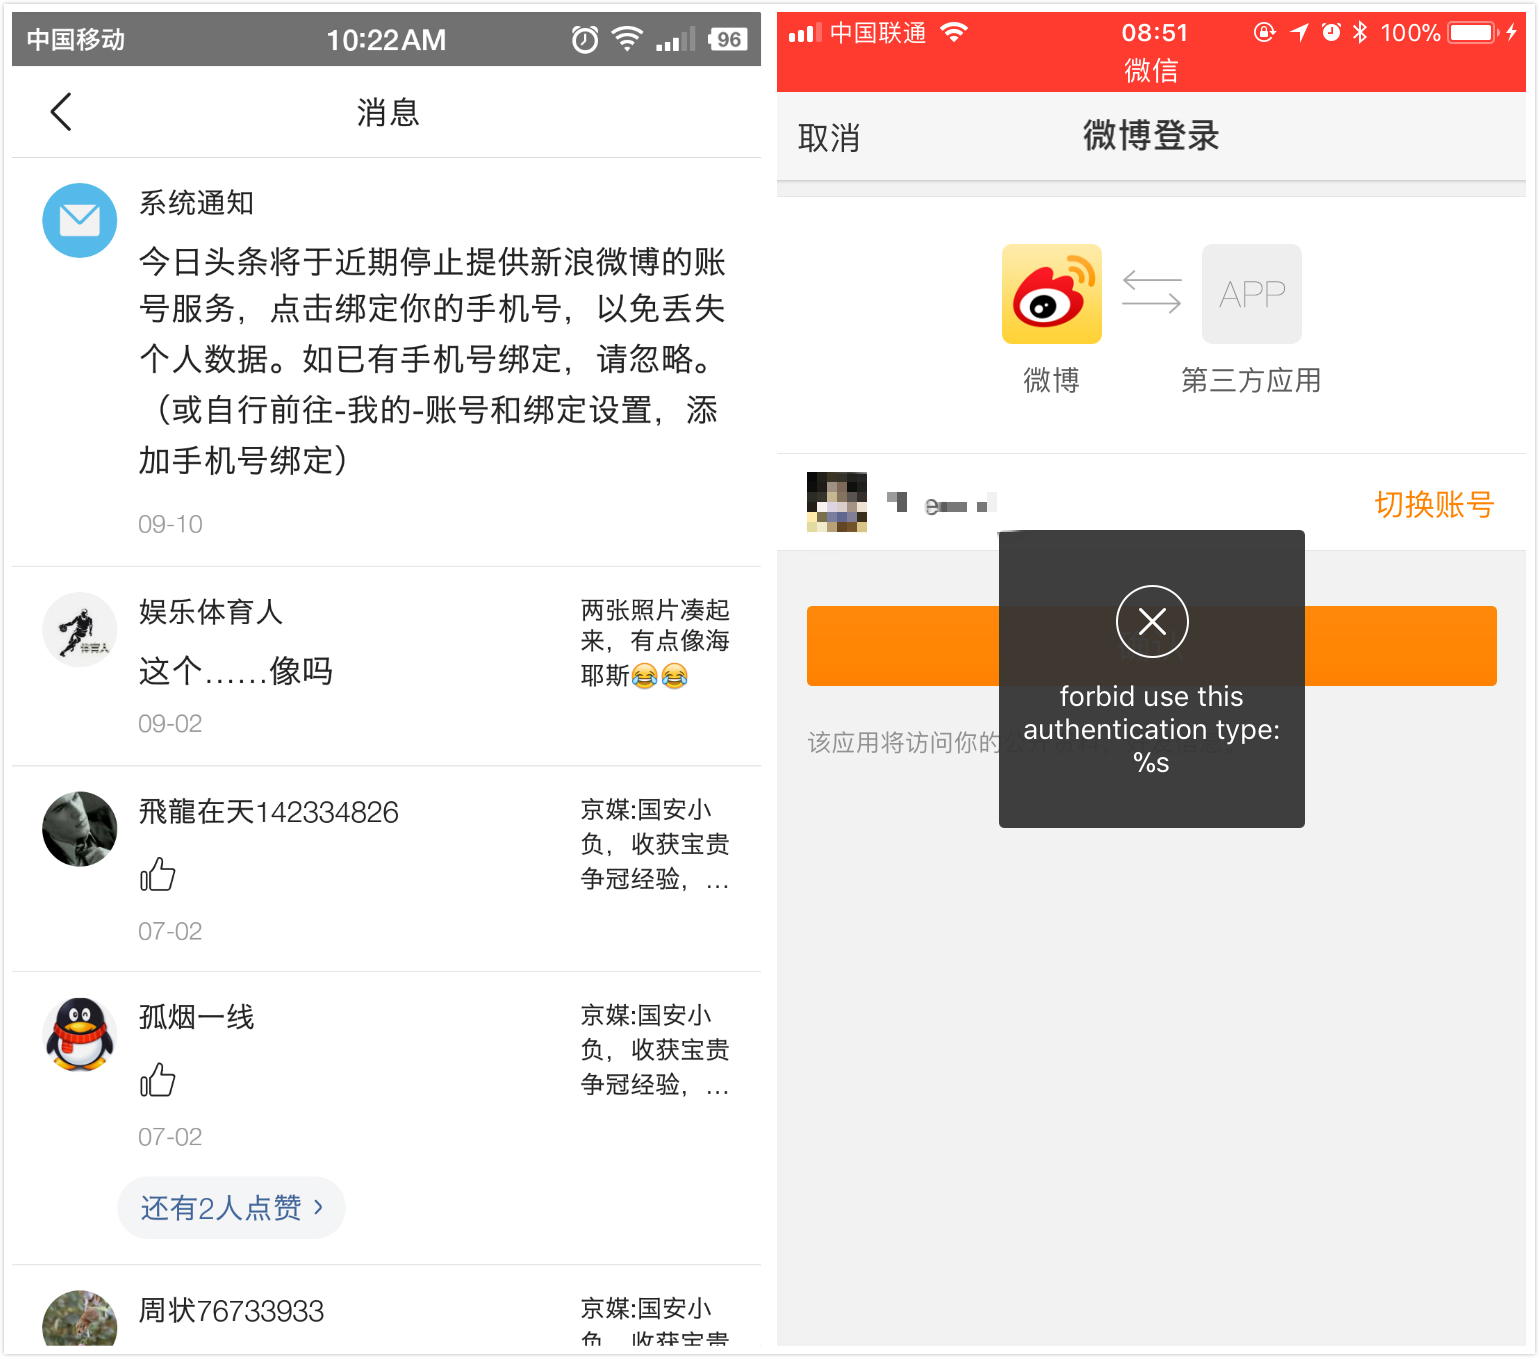 中国移动
10:22AM
96
消息
系统通知
今日头条将于近期停止提供新浪微博的账
号服务，点击绑定你的手机号，以免丢失
个人数据。如已有手机号绑定，请忽略。
（或自行前往-我的-账号和绑定设置，添
加手机号绑定）
09-10
娱乐体育人
这个……像吗
09-02
两张照片凑起
来，有点像海
耶斯😂😂
体育人
飛龍在天142334826
07-02
京媒:国安小
负，收获宝贵
争冠经验，...
孤烟一线
07-02
京媒:国安小
负，收获宝贵
争冠经验，...
还有2人点赞
周状76733933
京媒:国安小
负，收获宝贵
中国联通
08:51
100%
微信
取消
微博登录
APP
微博
第三方应用
切换账号
forbid use this
authentication type:
%s
该应用将访问你的